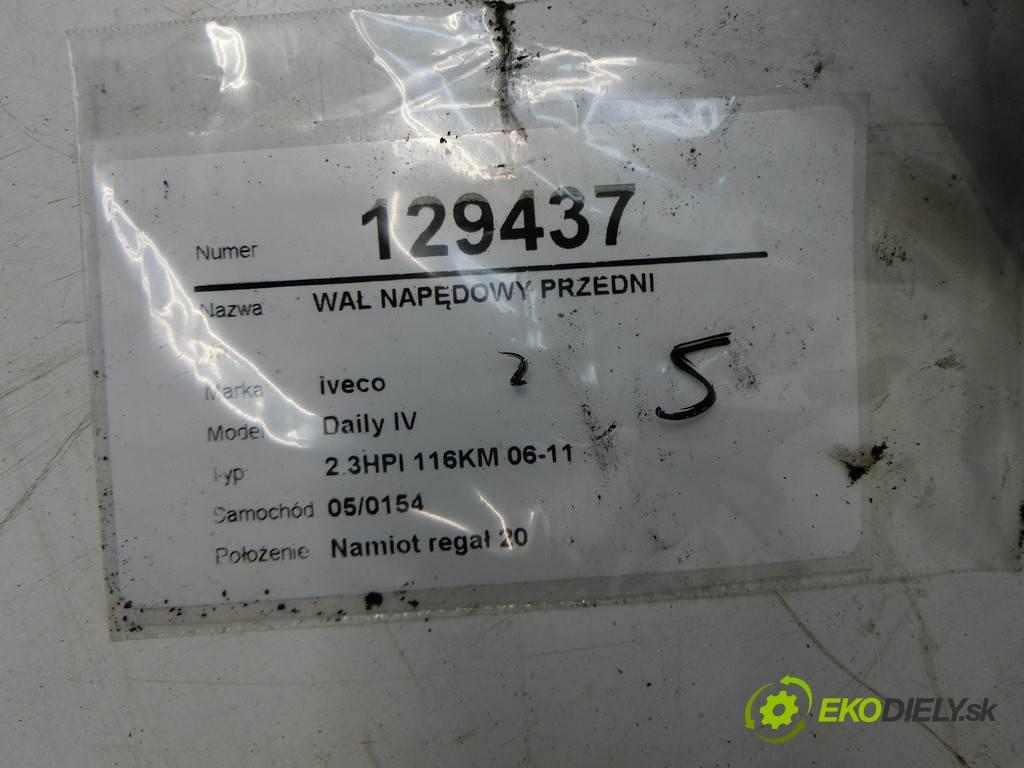 Numer 129437
Nazwa WAŁ NAPĘDOWY PRZEDNI
Marka iveco 2 5
Model Daily IV
Typ 2.3HPI 116KM 06-11
Samochód 05/0154
Położenie Namiot regał 20
EKODIELY.sk